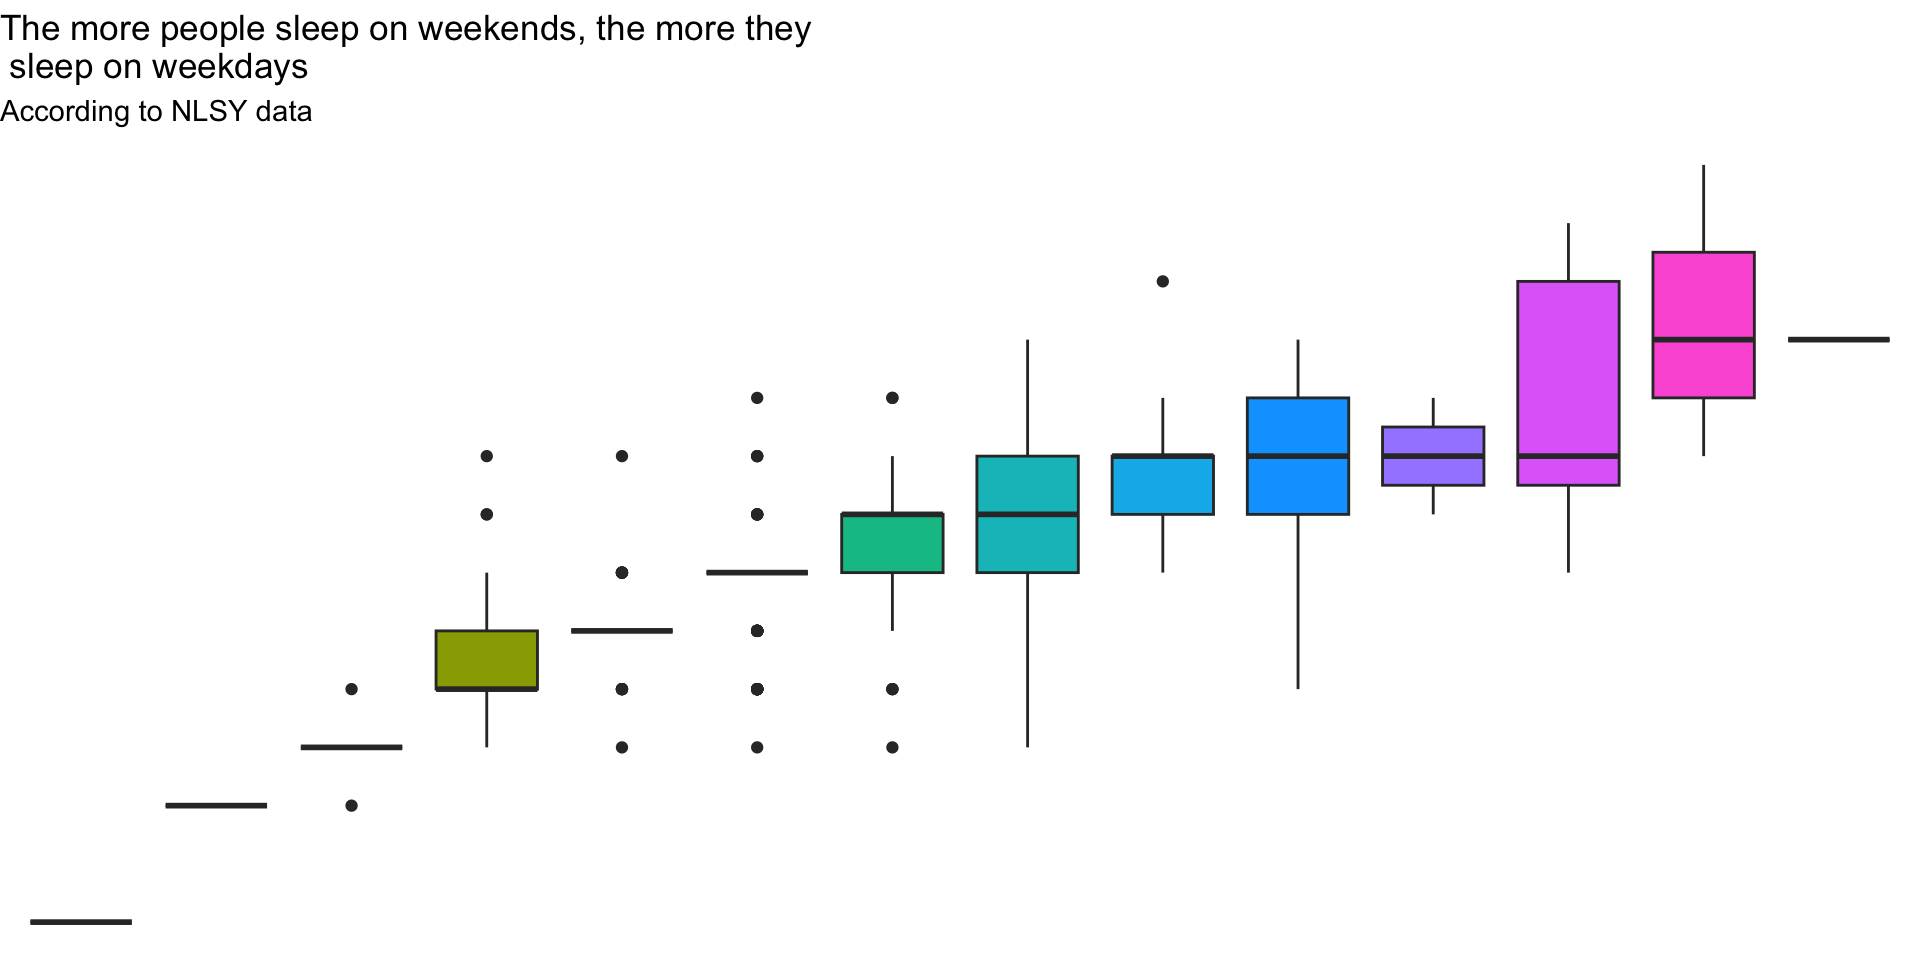 The more people sleep on weekends, the more they
sleep on weekdays
According to NLSY data